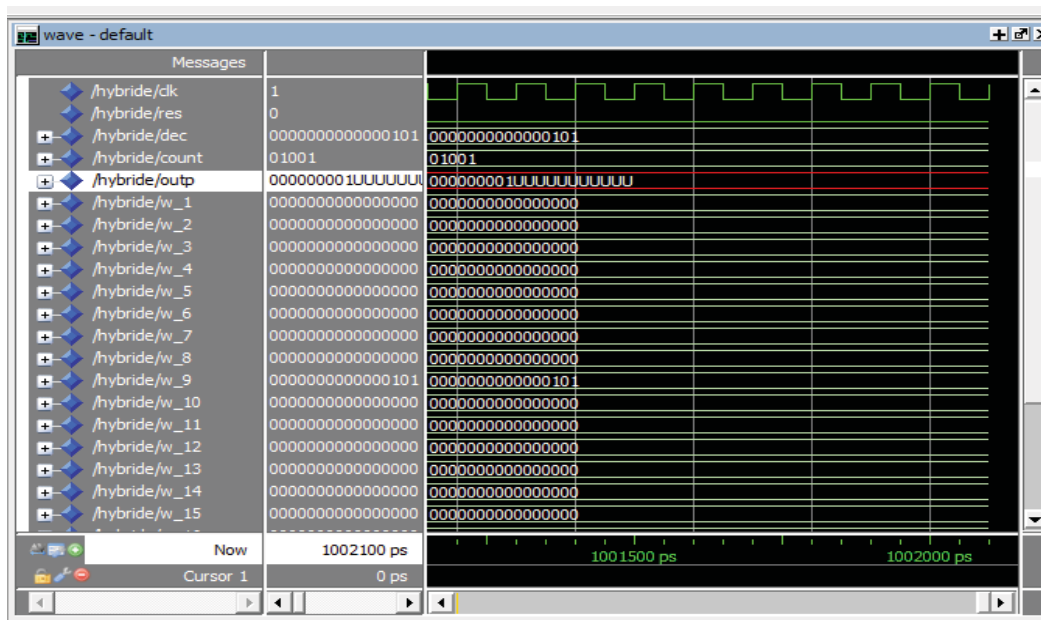 wave - default
Messages
/hybride/clk 1
/hybride/res 0
/hybride/dec 0000000000000101 0000000000000101
/hybride/count 01001 01001
/hybride/outp 000000001UUUUUUU 000000001UUUUUUUUUUU
/hybride/w_1 0000000000000000 0000000000000000
/hybride/w_2 0000000000000000 0000000000000000
/hybride/w_3 0000000000000000 0000000000000000
/hybride/w_4 0000000000000000 0000000000000000
/hybride/w_5 0000000000000000 0000000000000000
/hybride/w_6 0000000000000000 0000000000000000
/hybride/w_7 0000000000000000 0000000000000000
/hybride/w_8 0000000000000000 0000000000000000
/hybride/w_9 0000000000000101 0000000000000101
/hybride/w_10 0000000000000000 0000000000000000
/hybride/w_11 0000000000000000 0000000000000000
/hybride/w_12 0000000000000000 0000000000000000
/hybride/w_13 0000000000000000 0000000000000000
/hybride/w_14 0000000000000000 0000000000000000
/hybride/w_15 0000000000000000 0000000000000000
Now 1002100 ps 1001500 ps 1002000 ps
Cursor 1 0 ps